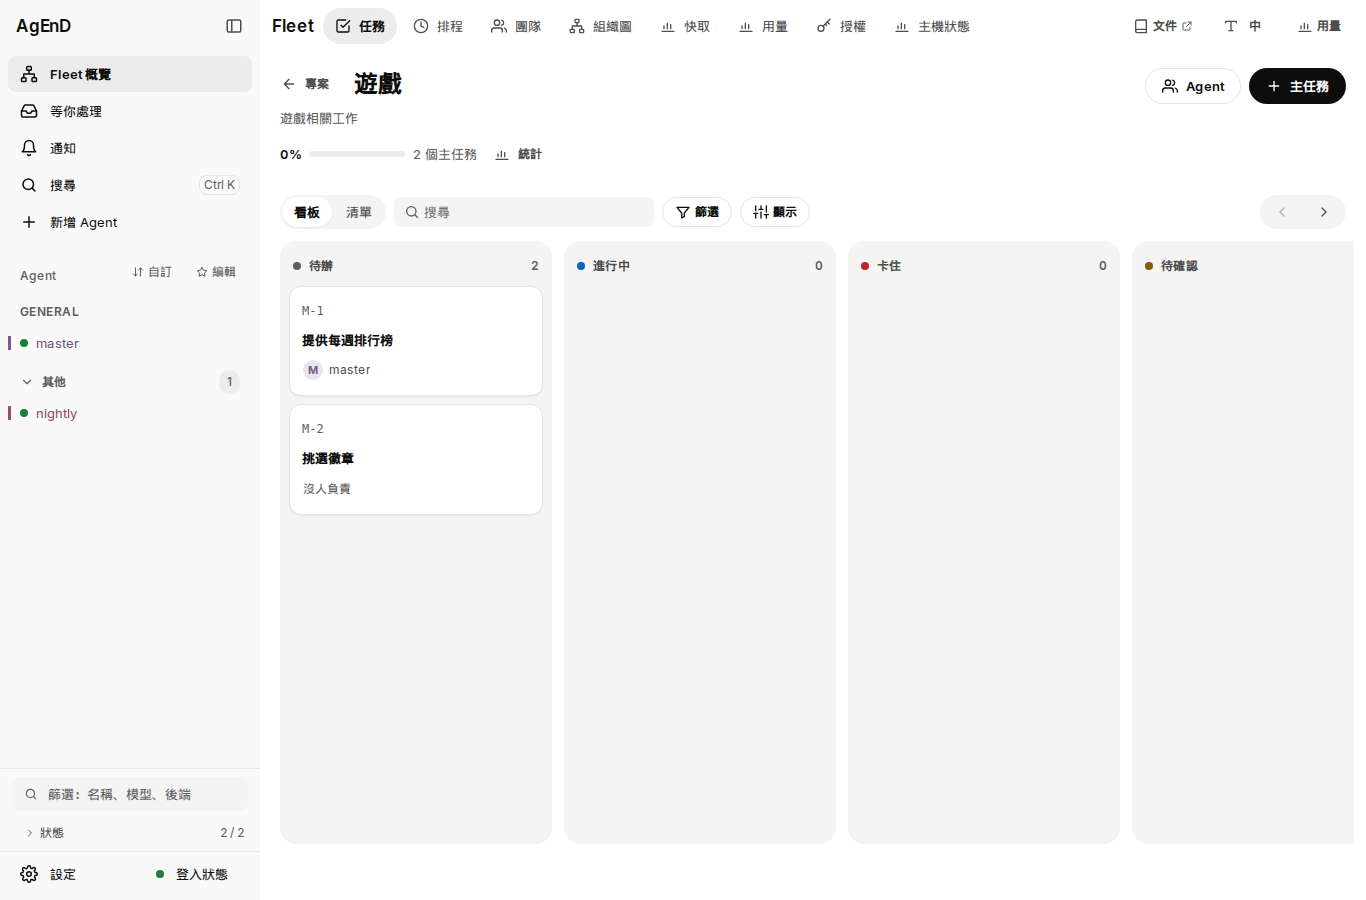 AgEnD
Fleet 概覽
等你處理
通知
搜尋
Ctrl K
新增 Agent
Agent
自訂
編輯
GENERAL
master
其他
1
nightly
篩選：名稱、模型、後端
狀態
2 / 2
設定
登入狀態
Fleet
任務
排程
團隊
組織圖
快取
用量
授權
主機狀態
文件
中
用量
專案
遊戲
Agent
主任務
遊戲相關工作
0%
2 個主任務
統計
看板
清單
搜尋
篩選
顯示
待辦
2
M-1
提供每週排行榜
M
master
M-2
挑選徽章
沒人負責
進行中
0
卡住
0
待確認